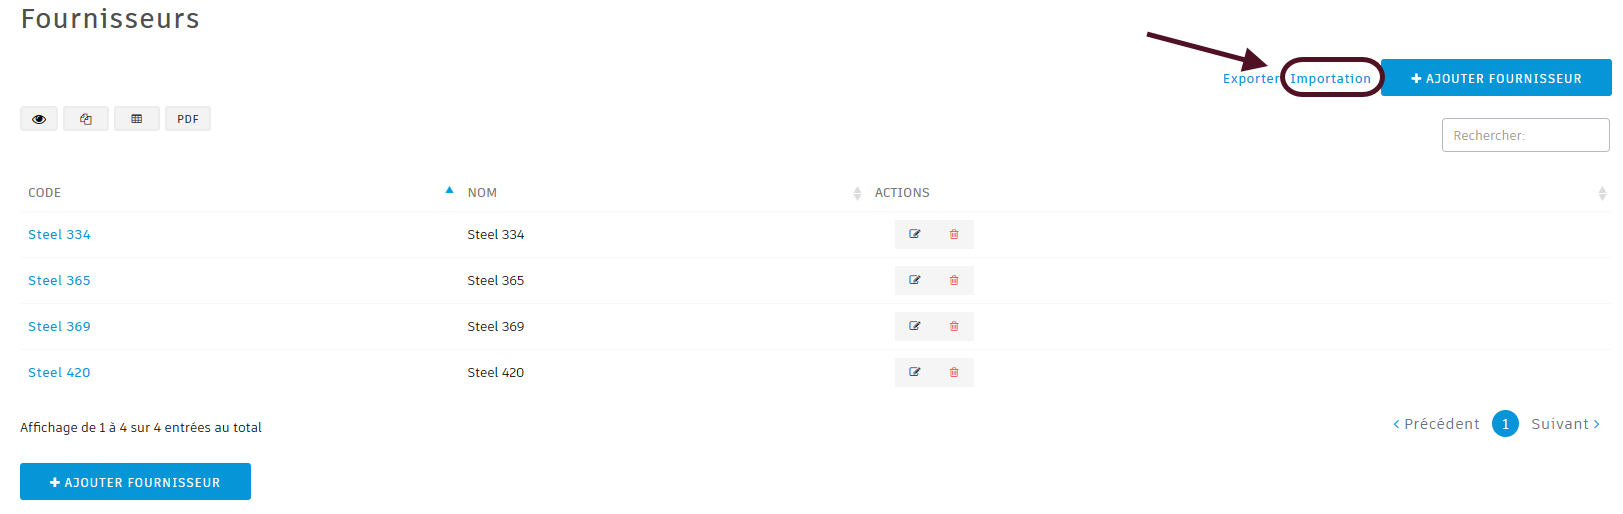 Fournisseurs
Exporter Importation + AJOUTER FOURNISSEUR
PDF
Rechercher:
CODE NOM ACTIONS
Steel 334 Steel 334
Steel 365 Steel 365
Steel 369 Steel 369
Steel 420 Steel 420
Affichage de 1 à 4 sur 4 entrées au total
‹ Précédent 1 Suivant ›
+ AJOUTER FOURNISSEUR